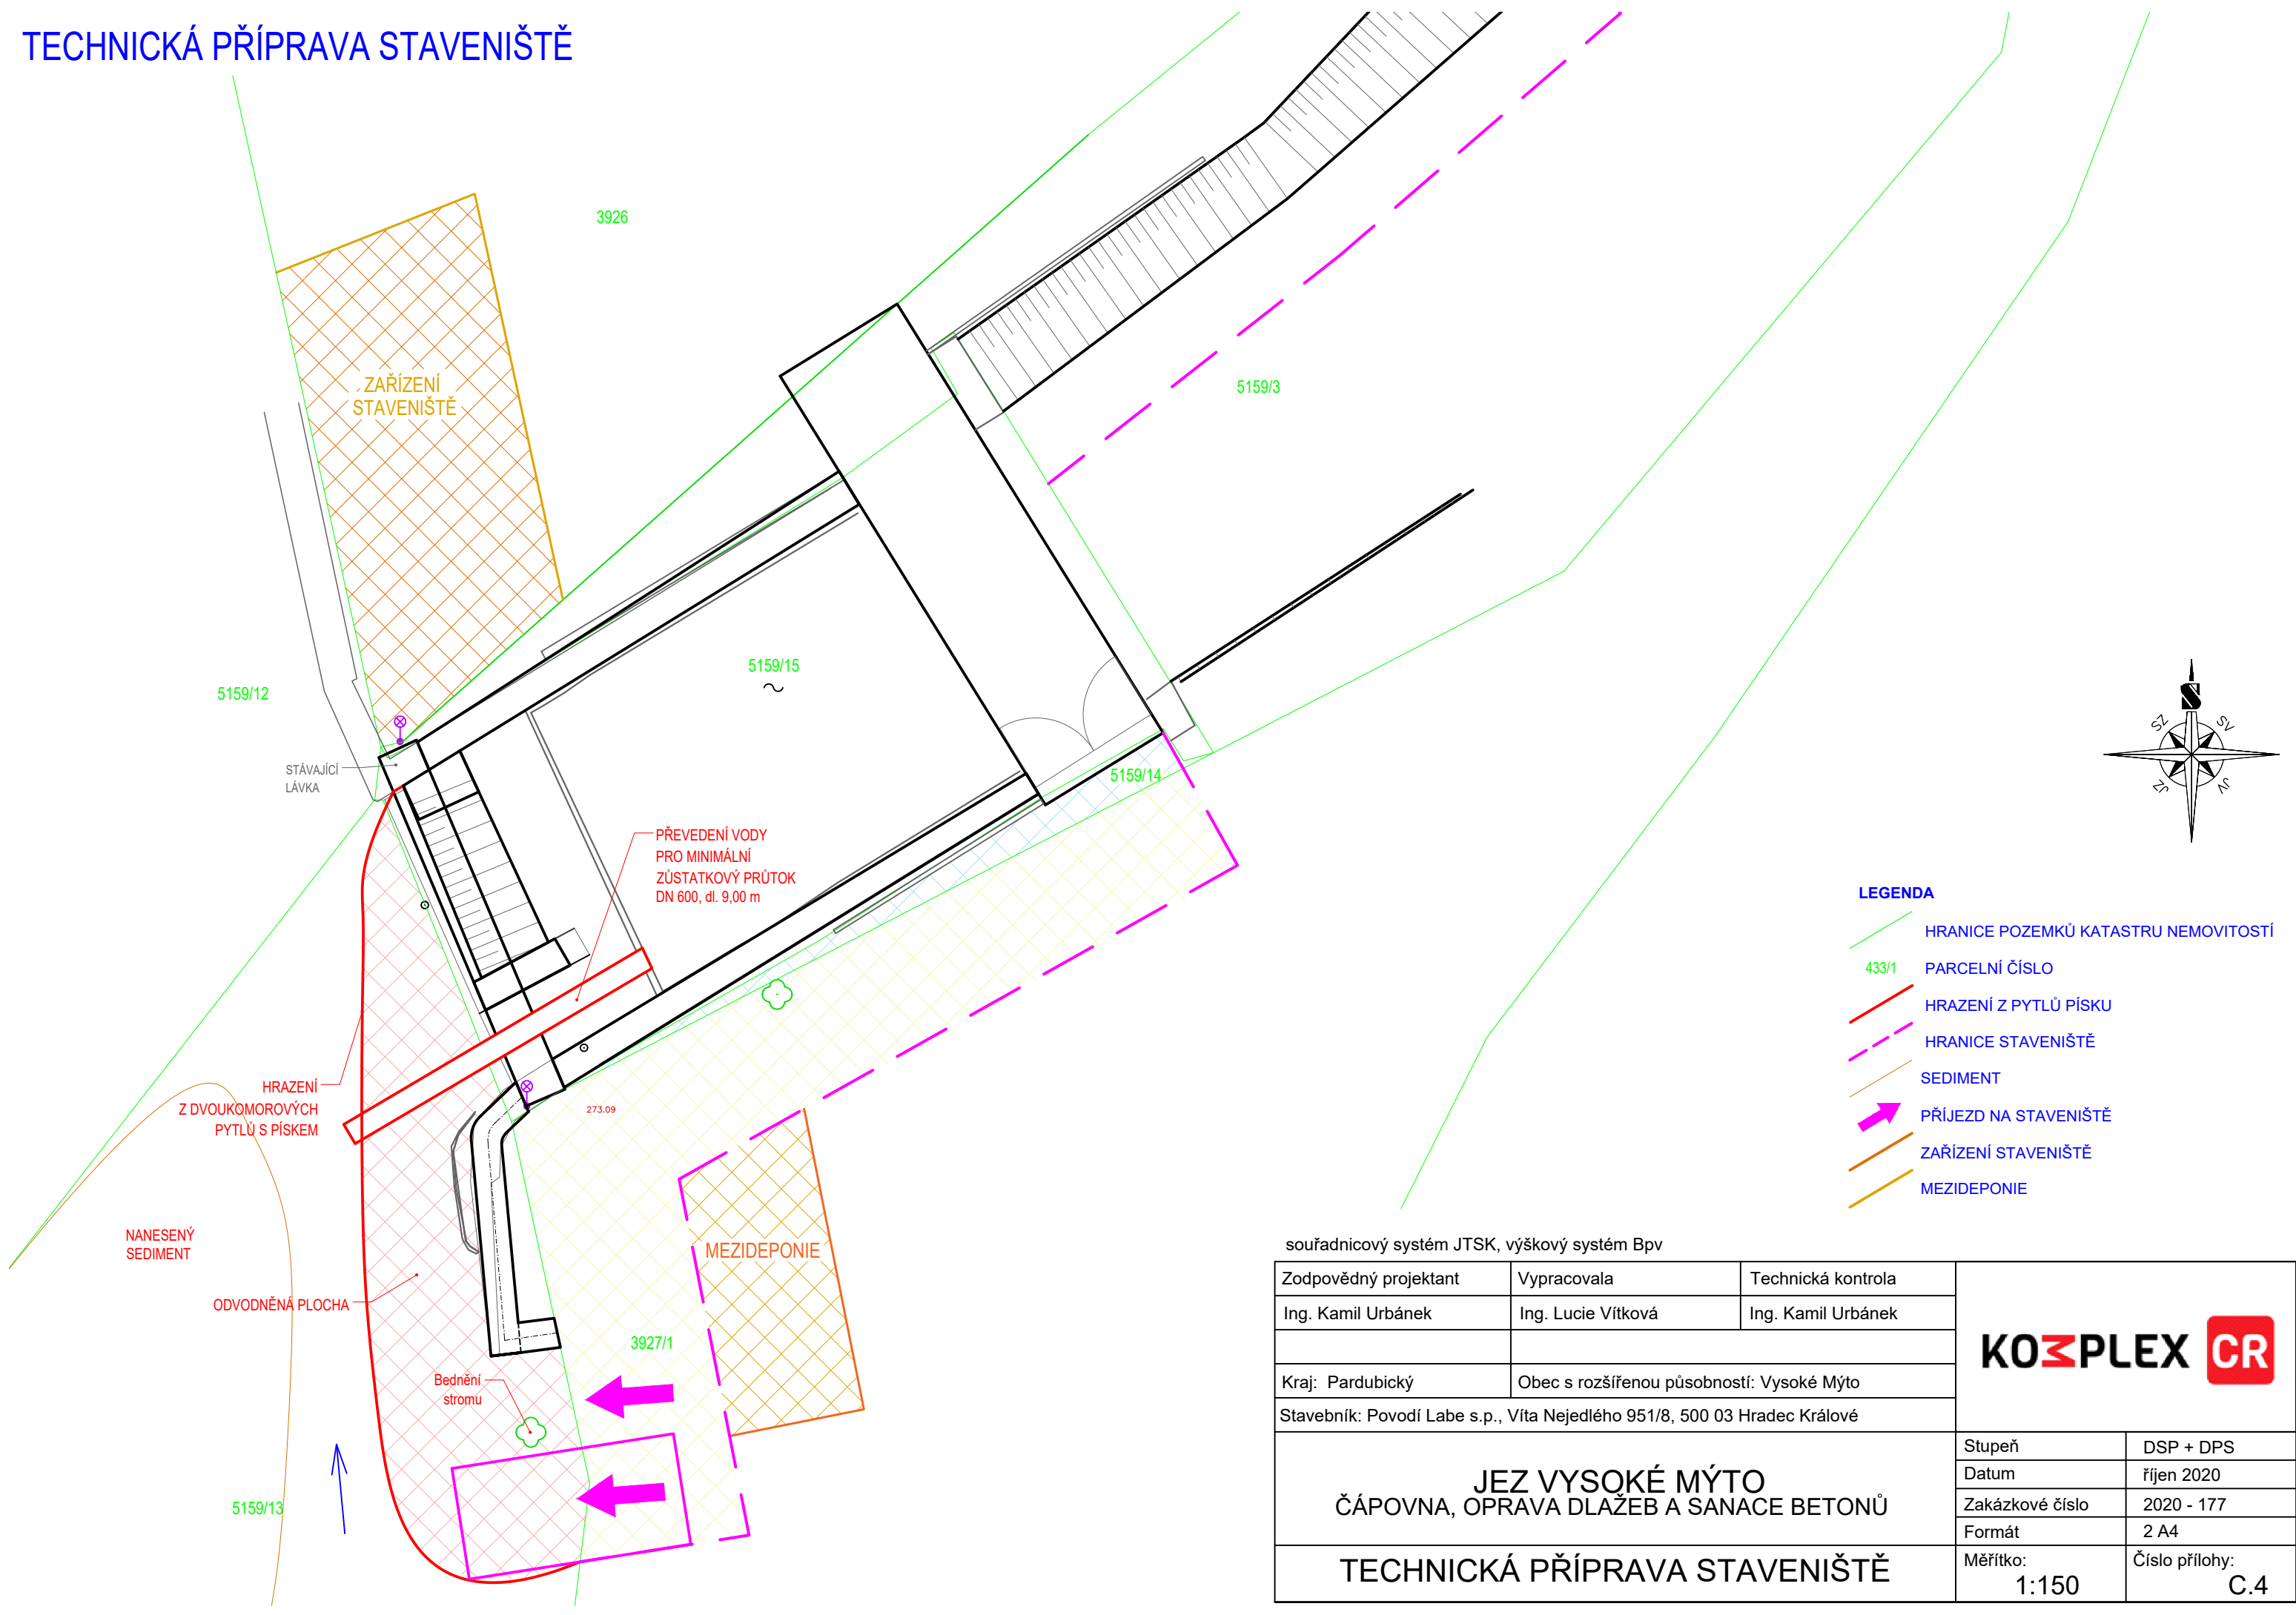 TECHNICKÁ PŘÍPRAVA STAVENIŠTĚ
3926
ZAŘÍZENÍ
STAVENIŠTĚ
5159/3
5159/15
5159/12
STÁVAJÍCÍ
LÁVKA
5159/14
PŘEVEDENÍ VODY
PRO MINIMÁLNÍ
ZŮSTATKOVÝ PRŮTOK
DN 600, dl. 9,00 m
HRAZENÍ
Z DVOUKOMOROVÝCH
PYTLŮ S PÍSKEM
273.09
NANESENÝ
SEDIMENT
MEZIDEPONIE
ODVODNĚNÁ PLOCHA
3927/1
Bednění
stromu
5159/13
S
SZ
SV
JZ
JV
LEGENDA
HRANICE POZEMKŮ KATASTRU NEMOVITOSTÍ
433/1 PARCELNÍ ČÍSLO
HRAZENÍ Z PYTLŮ PÍSKU
HRANICE STAVENIŠTĚ
SEDIMENT
PŘÍJEZD NA STAVENIŠTĚ
ZAŘÍZENÍ STAVENIŠTĚ
MEZIDEPONIE
souřadnicový systém JTSK, výškový systém Bpv
Zodpovědný projektant Vypracovala Technická kontrola
Ing. Kamil Urbánek Ing. Lucie Vítková Ing. Kamil Urbánek
KOMPLEX CR
Kraj: Pardubický Obec s rozšířenou působností: Vysoké Mýto
Stavebník: Povodí Labe s.p., Víta Nejedlého 951/8, 500 03 Hradec Králové
JEZ VYSOKÉ MÝTO
ČÁPOVNA, OPRAVA DLAŽEB A SANACE BETONŮ
Stupeň DSP + DPS
Datum říjen 2020
Zakázkové číslo 2020 - 177
Formát 2 A4
TECHNICKÁ PŘÍPRAVA STAVENIŠTĚ
Měřítko: Číslo přílohy:
1:150 C.4